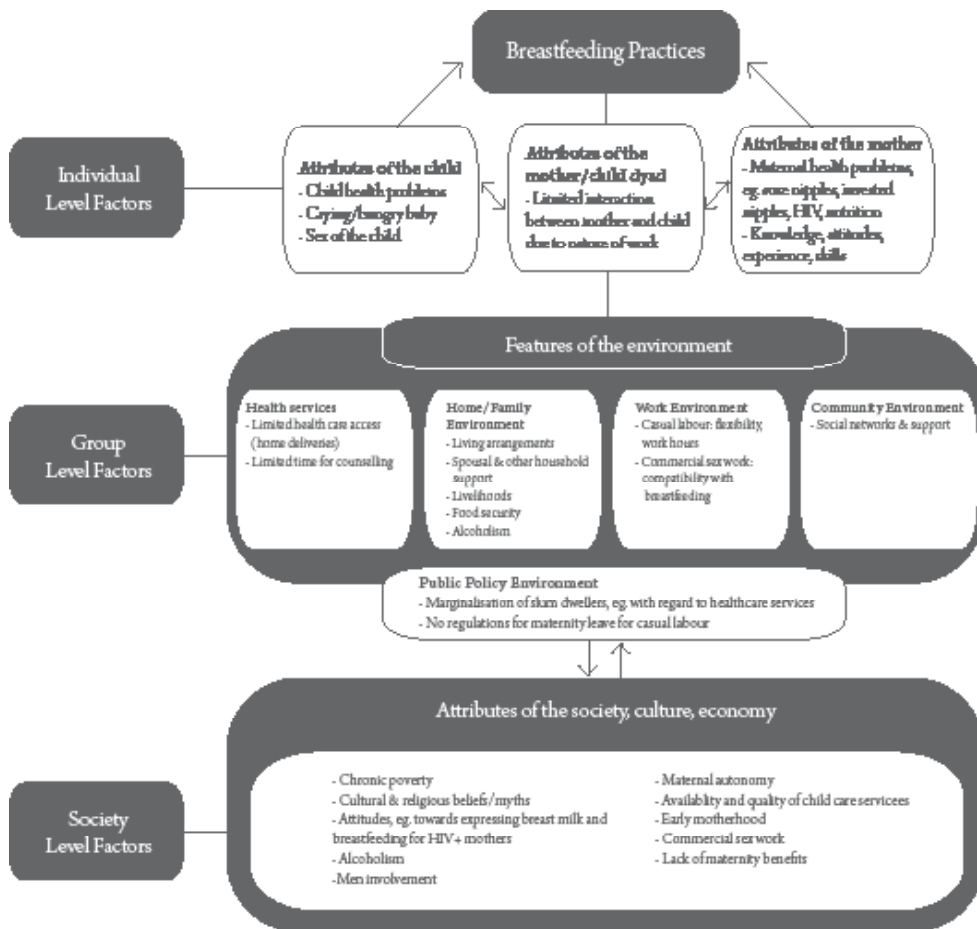 Breastfeeding Practices
Individual
Level Factors
Attributes of the child
- Child health problems
- Crying/hungry baby
- Sex of the child
Attributes of the
mother/child dyad
- Limited interaction
between mother and child
due to nature of work
Attributes of the mother
- Maternal health problems,
eg. sore nipples, inverted
nipples, HIV, nutrition
- Knowledge, attitudes,
experience, skills
Features of the environment
Group
Level Factors
Health services
- Limited health care access
(home deliveries)
- Limited time for counselling
Home/Family
Environment
- Living arrangements
- Spousal & other household
support
- Livelihoods
- Food security
- Alcoholism
Work Environment
- Casual labour: flexibility,
work hours
- Commercial sex work:
compatibility with
breastfeeding
Community Environment
- Social networks & support
Public Policy Environment
- Marginalisation of slum dwellers, eg. with regard to healthcare services
- No regulations for maternity leave for casual labour
Attributes of the society, culture, economy
Society
Level Factors
- Chronic poverty
- Cultural & religious beliefs/myths
- Attitudes, eg. towards expressing breast milk and
breastfeeding for HIV+ mothers
- Alcoholism
- Men involvement
- Maternal autonomy
- Availablity and quality of child care servicees
- Early motherhood
- Commercial sex work
- Lack of maternity benefits